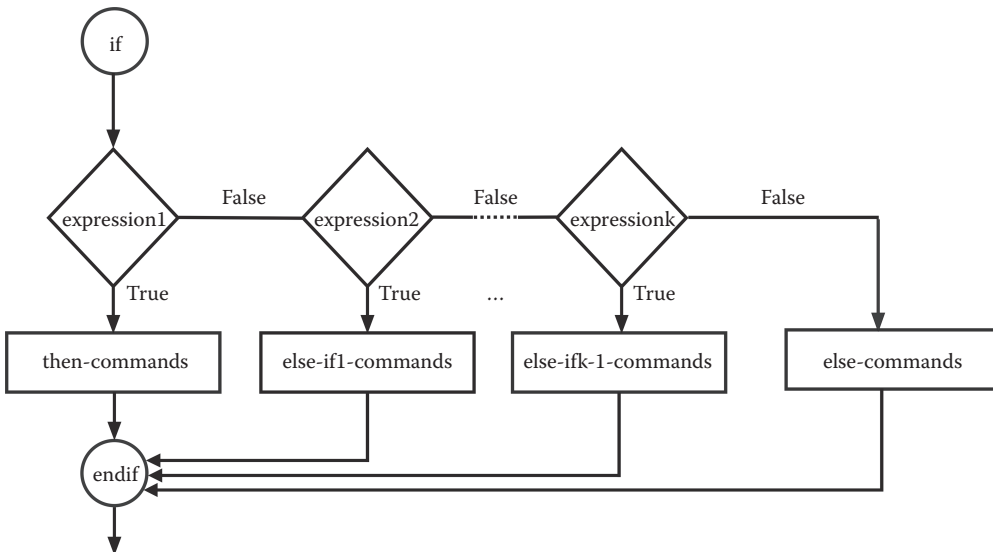 if
False
False
False
expression1
expression2
expressionk
True
True
...
True
then-commands
else-if1-commands
else-ifk-1-commands
else-commands
endif